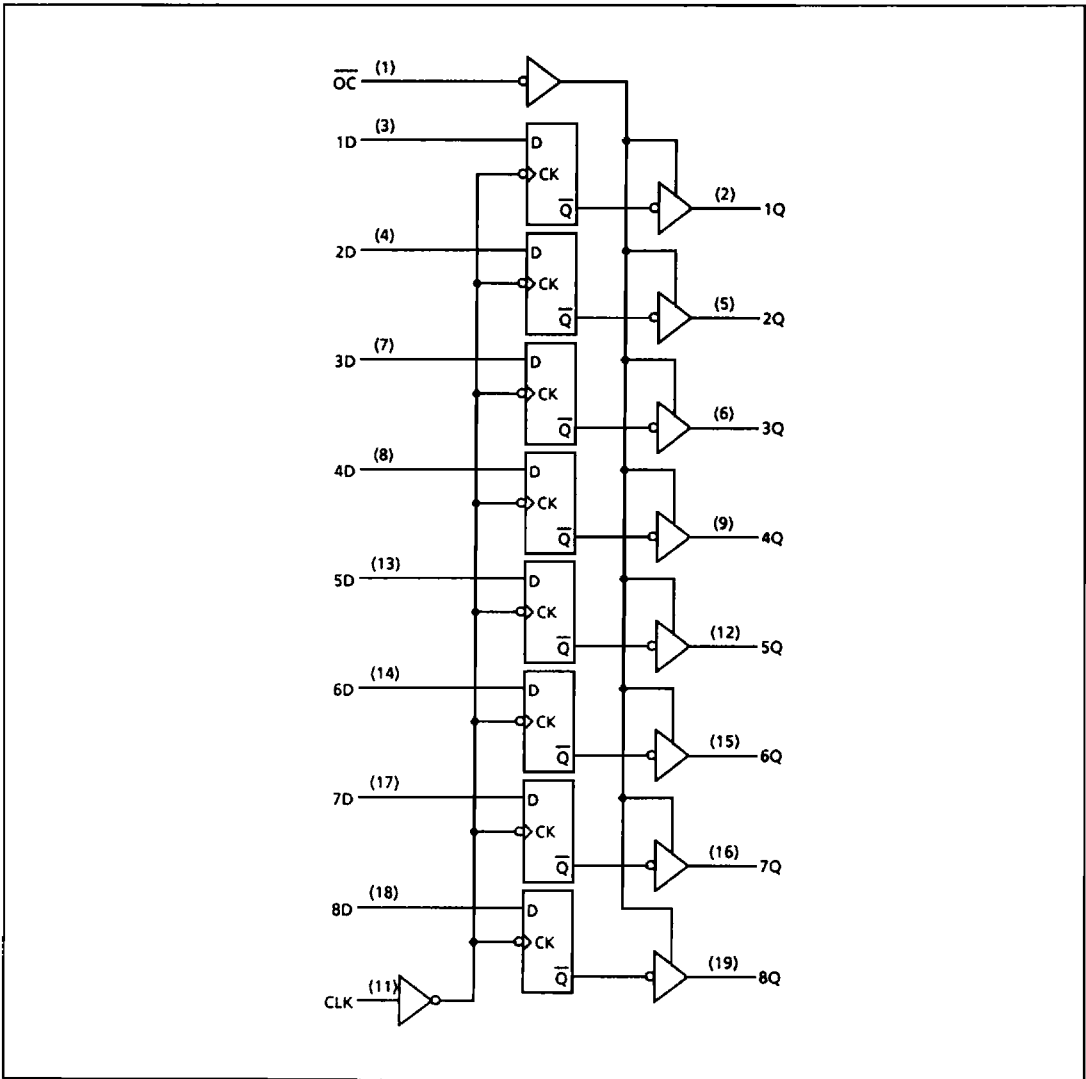 O̅C̅ (1)
1D (3) D
CK
Q̅ (2) 1Q
2D (4) D
CK
Q̅ (5) 2Q
3D (7) D
CK
Q̅ (6) 3Q
4D (8) D
CK
Q̅ (9) 4Q
5D (13) D
CK
Q̅ (12) 5Q
6D (14) D
CK
Q̅ (15) 6Q
7D (17) D
CK
Q̅ (16) 7Q
8D (18) D
CK
Q̅ (19) 8Q
CLK (11)